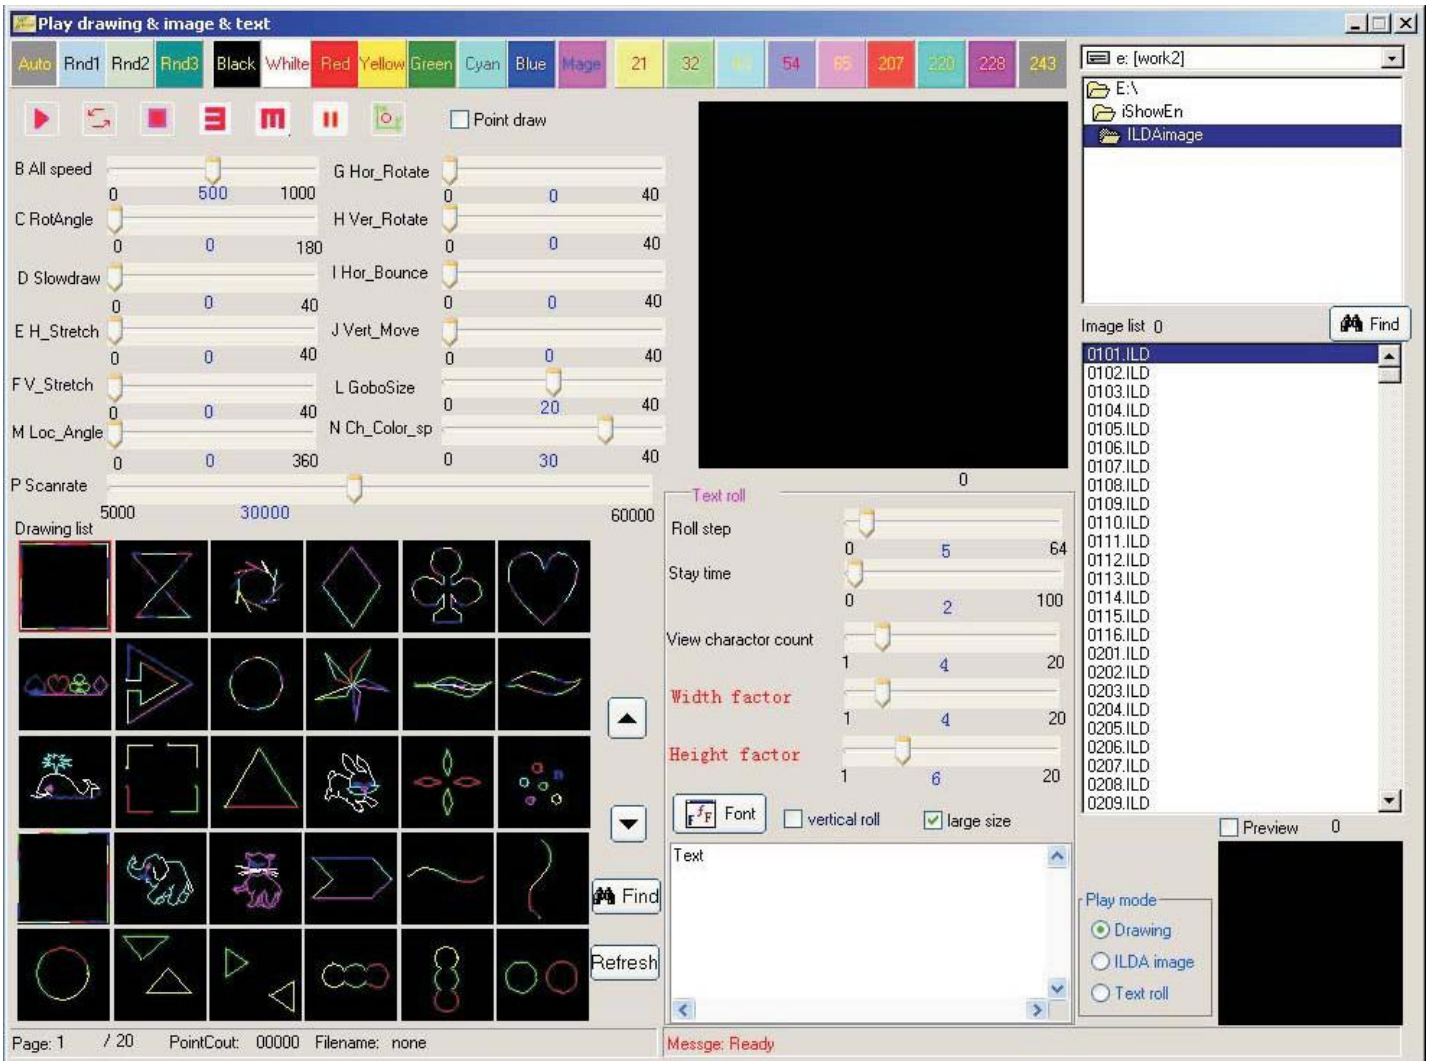 Play drawing & image & text
Auto Rnd1 Rnd2 Rnd3 Black Whilte Red Yellow Green Cyan Blue Mage 21 32 54 65 207 220 228 243
Point draw
B All speed
0 500 1000
C RotAngle
0 0 180
D Slowdraw
0 0 40
E H_Stretch
0 0 40
F V_Stretch
0 0 40
M Loc_Angle
0 0 360
G Hor_Rotate
0 0 40
H Ver_Rotate
0 0 40
I Hor_Bounce
0 0 40
J Vert_Move
0 0 40
L GoboSize
0 20 40
N Ch_Color_sp
0 30 40
P Scanrate
5000 30000 60000
Drawing list
Find
Refresh
Page: 1 / 20 PointCout: 00000 Filename: none
0
Text roll
Roll step
0 5 64
Stay time
0 2 100
View charactor count
1 4 20
Width factor
1 4 20
Height factor
1 6 20
Font
vertical roll
large size
Text
Messge: Ready
e: [work2]
E:\
iShowEn
ILDAimage
Image list 0
Find
0101.ILD
0102.ILD
0103.ILD
0104.ILD
0105.ILD
0106.ILD
0107.ILD
0108.ILD
0109.ILD
0110.ILD
0111.ILD
0112.ILD
0113.ILD
0114.ILD
0115.ILD
0116.ILD
0201.ILD
0202.ILD
0203.ILD
0204.ILD
0205.ILD
0206.ILD
0207.ILD
0208.ILD
0209.ILD
Preview 0
Play mode
Drawing
ILDA image
Text roll